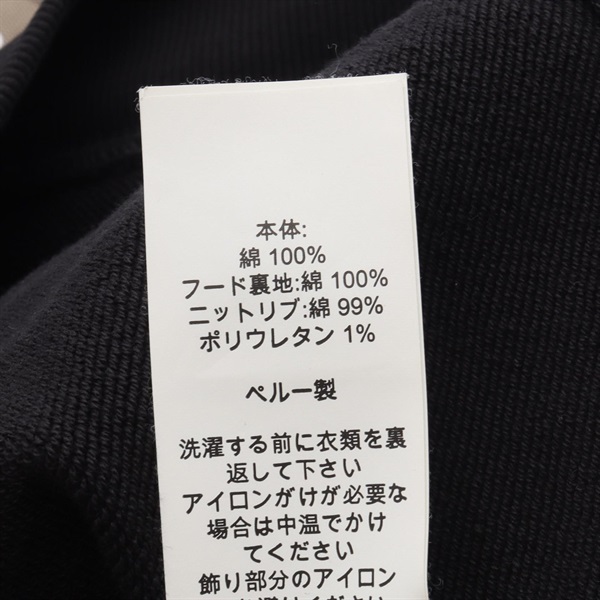 本体:
綿 100%
フード裏地:綿 100%
ニットリブ:綿 99%
ポリウレタン 1%
ペルー製
洗濯する前に衣類を裏
返して下さい
アイロンがけが必要な
場合は中温でかけ
てください
飾り部分のアイロン